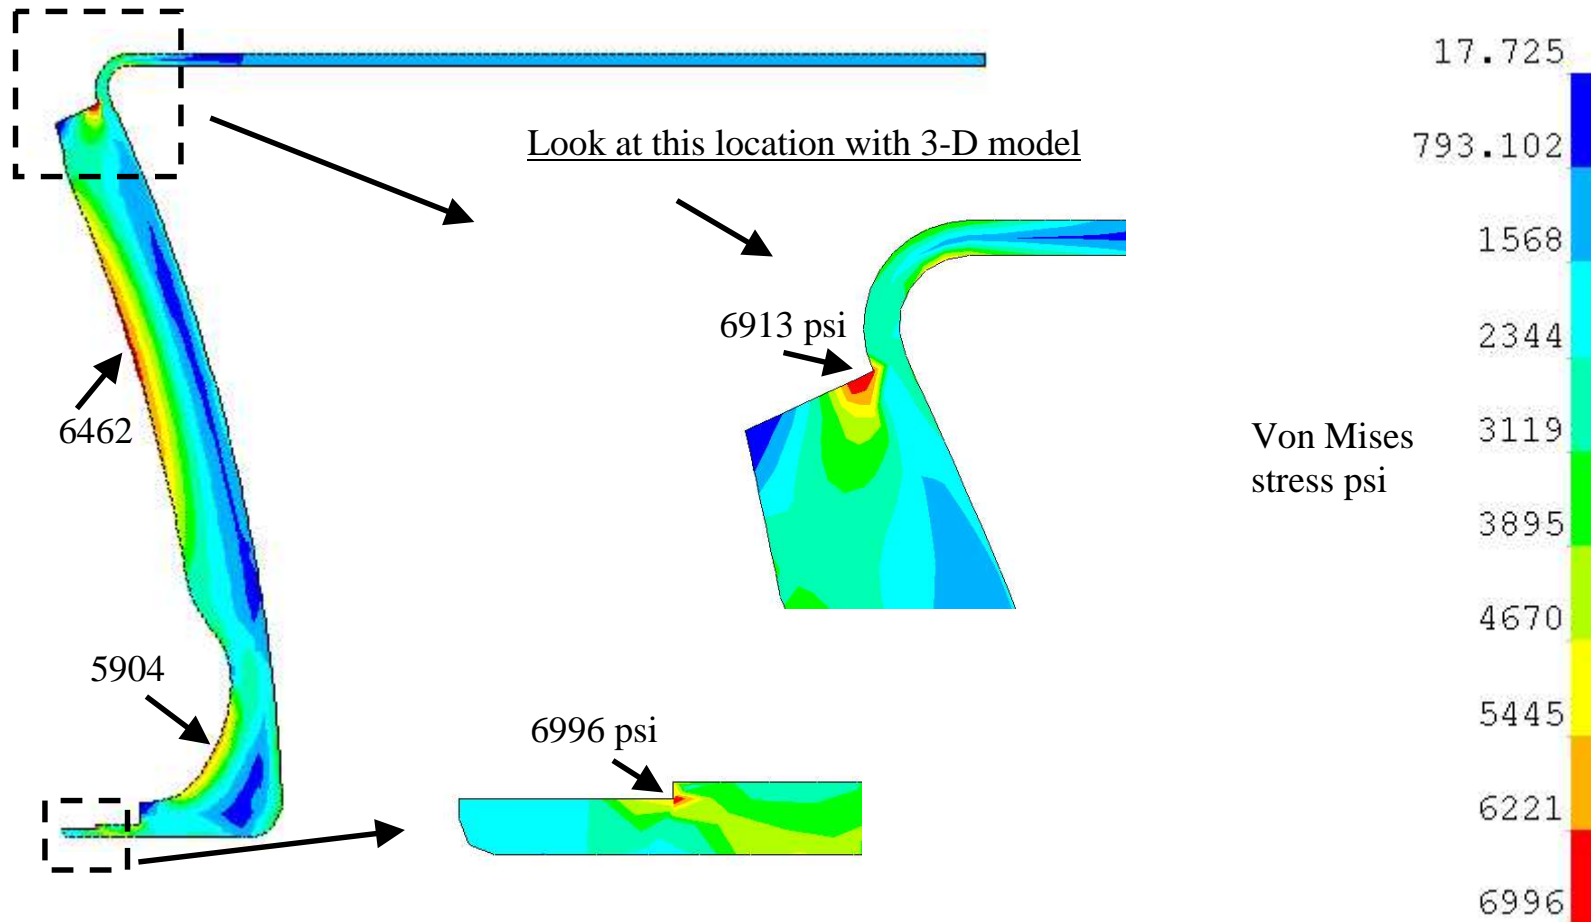 17.725
793.102
1568
2344
3119
3895
4670
5445
6221
6996
Look at this location with 3-D model
6913 psi
6462
Von Mises
stress psi
5904
6996 psi